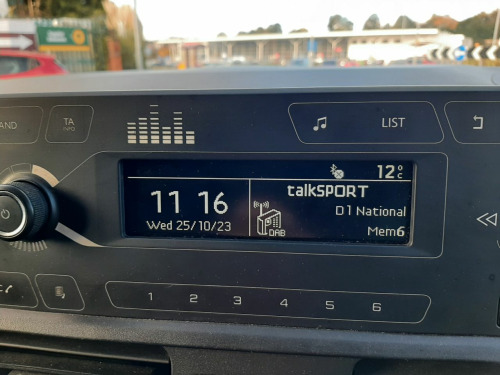 AND
TA
INFO
LIST
12°C
11 16
talkSPORT
D1 National
Wed 25/10/23
DAB
Mem6
1 2 3 4 5 6